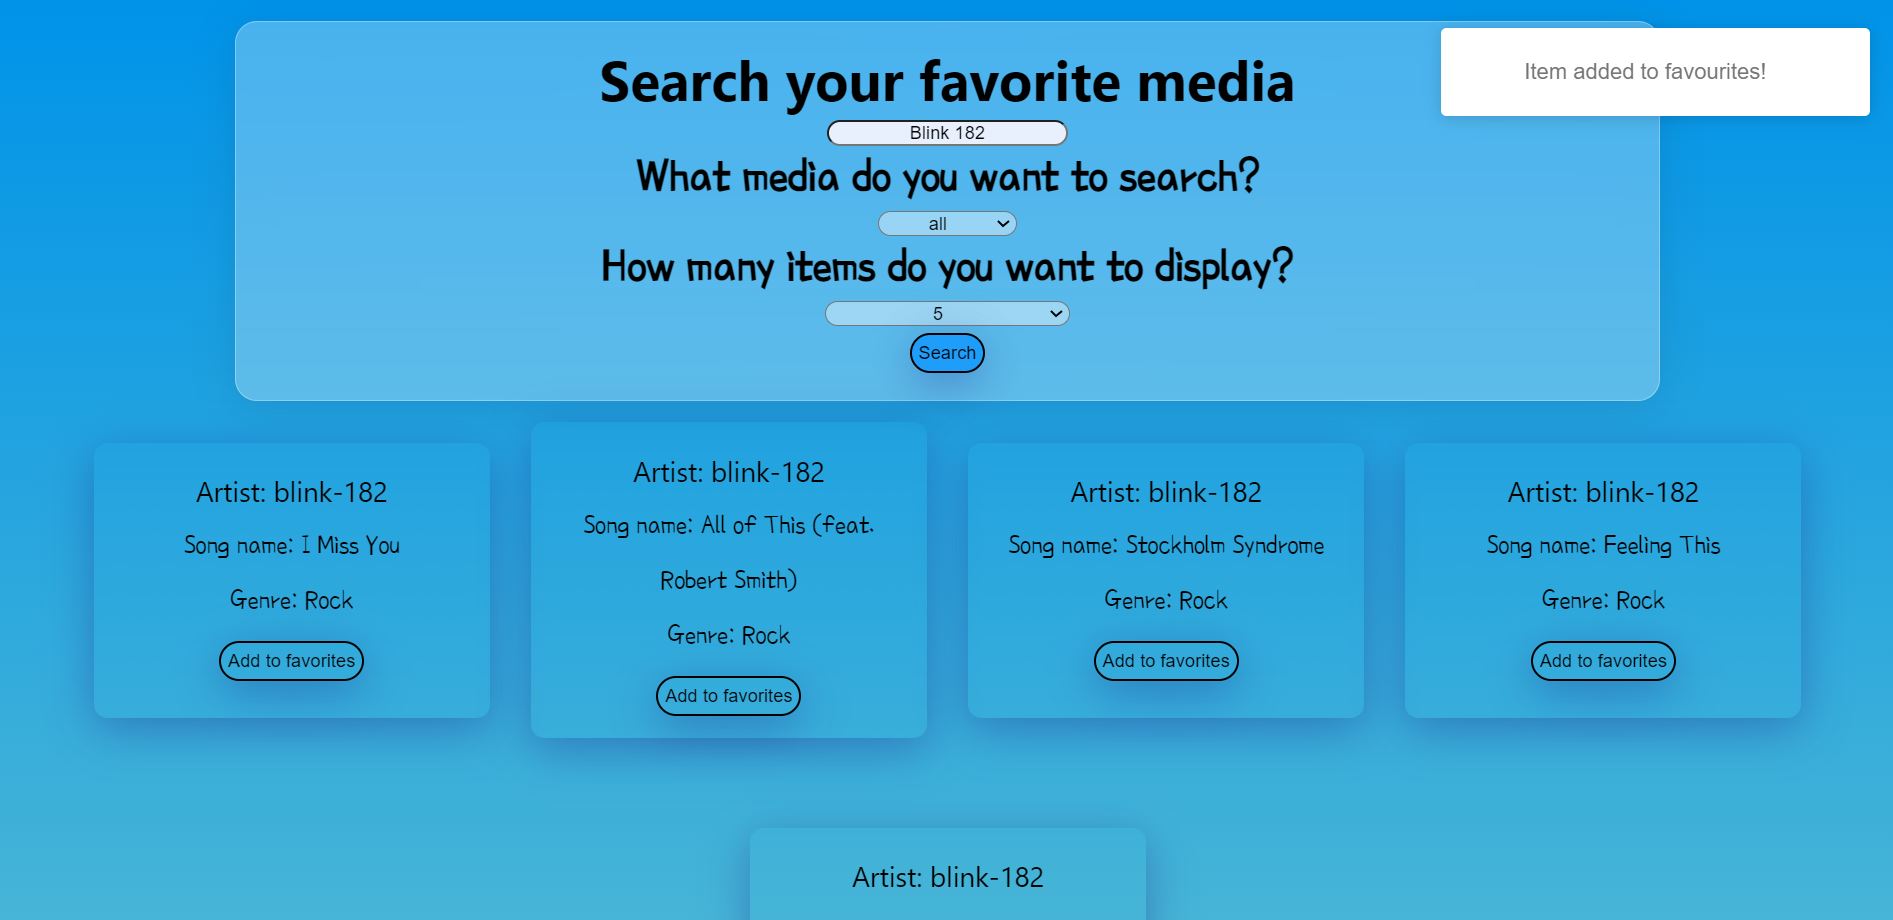 Search your favorite media
Item added to favourites!
Blink 182
What media do you want to search?
all
How many items do you want to display?
5
Search
Artist: blink-182
Song name: I Miss You
Genre: Rock
Add to favorites
Artist: blink-182
Song name: All of This (feat.
Robert Smith)
Genre: Rock
Add to favorites
Artist: blink-182
Song name: Stockholm Syndrome
Genre: Rock
Add to favorites
Artist: blink-182
Song name: Feeling This
Genre: Rock
Add to favorites
Artist: blink-182